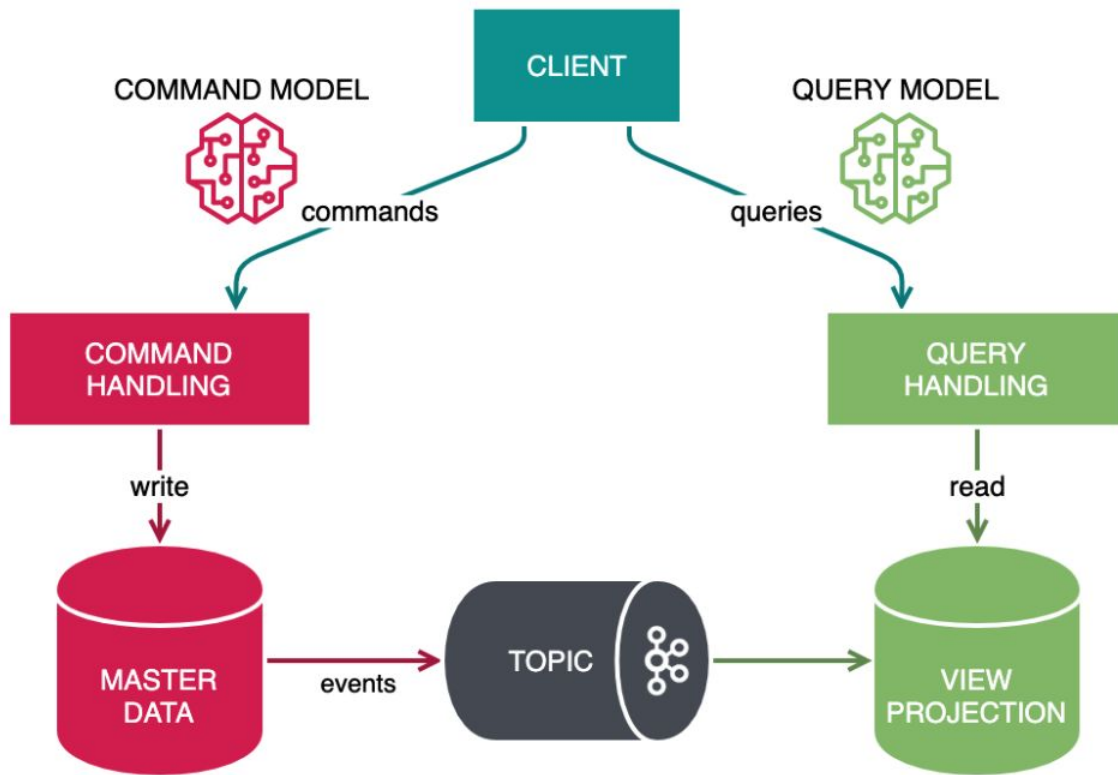 CLIENT
COMMAND MODEL
QUERY MODEL
commands
queries
COMMAND
HANDLING
QUERY
HANDLING
write
read
MASTER
DATA
events
TOPIC
VIEW
PROJECTION